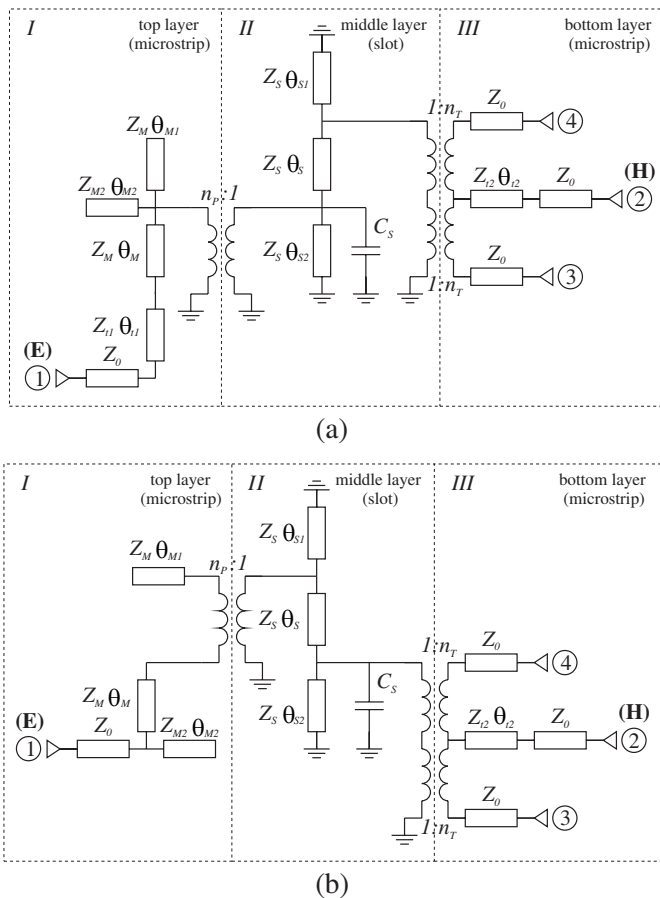 I
top layer
(microstrip)
II
middle layer
(slot)
III
bottom layer
(microstrip)
Z_S θ_S1
1:n_T
Z_0
4
Z_M θ_M1
Z_M2 θ_M2
n_P:1
Z_S θ_S
Z_t2 θ_t2
Z_0
(H)
2
Z_M θ_M
Z_S θ_S2
C_S
Z_0
3
1:n_T
Z_t1 θ_t1
(E)
1
Z_0
(a)
I
top layer
(microstrip)
II
middle layer
(slot)
III
bottom layer
(microstrip)
Z_M θ_M1
n_P:1
Z_S θ_S1
Z_S θ_S
1:n_T
Z_0
4
Z_M θ_M
Z_S θ_S2
C_S
Z_t2 θ_t2
Z_0
(H)
2
(E)
1
Z_0
Z_M2 θ_M2
Z_0
3
1:n_T
(b)